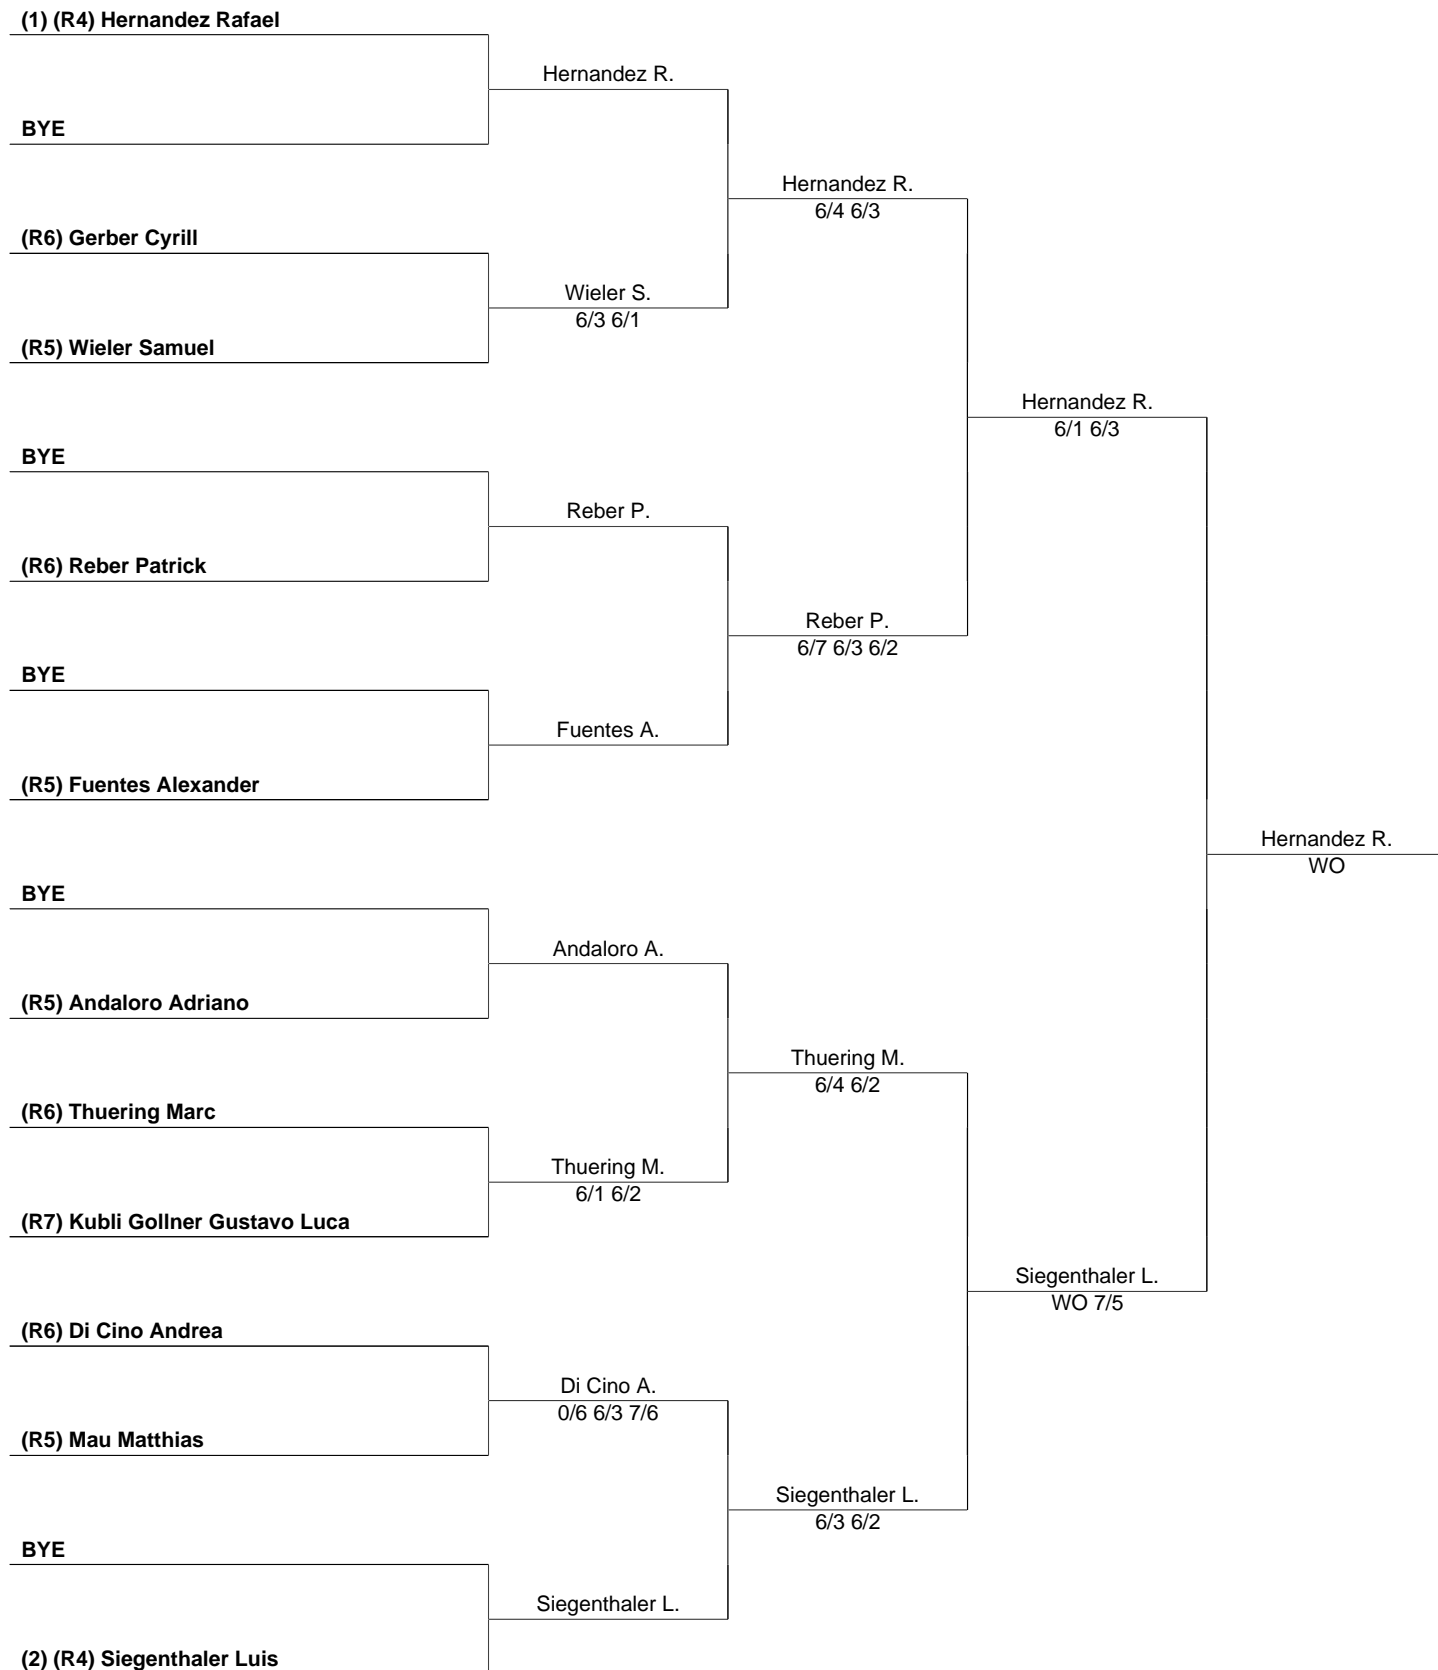 (1) (R4) Hernandez Rafael
Hernandez R.
BYE
Hernandez R.
6/4 6/3
(R6) Gerber Cyrill
Wieler S.
6/3 6/1
(R5) Wieler Samuel
Hernandez R.
6/1 6/3
BYE
Reber P.
(R6) Reber Patrick
Reber P.
6/7 6/3 6/2
BYE
Fuentes A.
(R5) Fuentes Alexander
Hernandez R.
WO
BYE
Andaloro A.
(R5) Andaloro Adriano
Thuering M.
6/4 6/2
(R6) Thuering Marc
Thuering M.
6/1 6/2
(R7) Kubli Gollner Gustavo Luca
Siegenthaler L.
WO 7/5
(R6) Di Cino Andrea
Di Cino A.
0/6 6/3 7/6
(R5) Mau Matthias
Siegenthaler L.
6/3 6/2
BYE
Siegenthaler L.
(2) (R4) Siegenthaler Luis